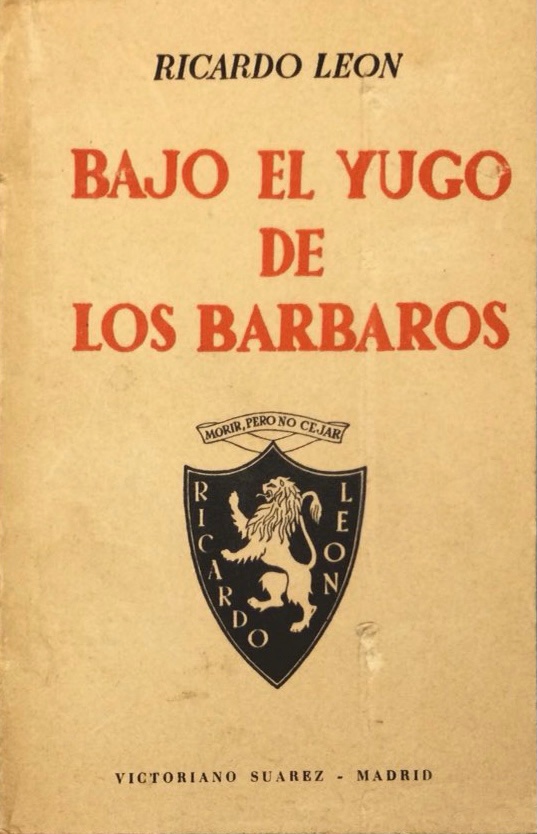 RICARDO LEON
BAJO EL YUGO
DE
LOS BARBAROS
MORIR, PERO NO CEJAR
RICARDO
LEON
VICTORIANO SUAREZ - MADRID